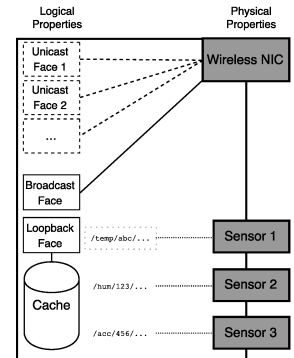 Logical
Properties
Physical
Properties
Unicast
Face 1
Wireless NIC
Unicast
Face 2
...
Broadcast
Face
Loopback
Face
/temp/abc/...
Sensor 1
Cache
/hum/123/...
Sensor 2
/acc/456/...
Sensor 3